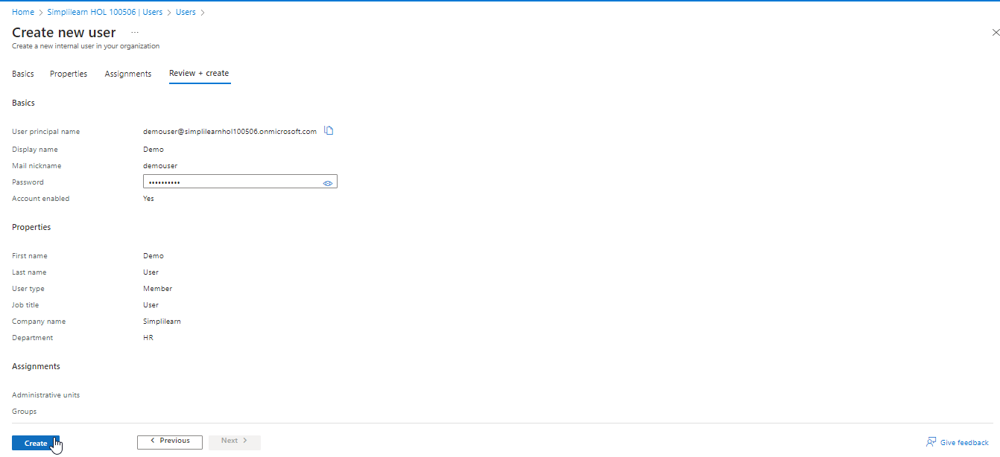 Home > Simplilearn HOL 100506 | Users > Users >
Create new user ...
Create a new internal user in your organization
Basics Properties Assignments Review + create
Basics
User principal name demouser@simplilearnhol100506.onmicrosoft.com
Display name Demo
Mail nickname demouser
Password ••••••••••
Account enabled Yes
Properties
First name Demo
Last name User
User type Member
Job title User
Company name Simplilearn
Department HR
Assignments
Administrative units
Groups
Create < Previous Next > Give feedback